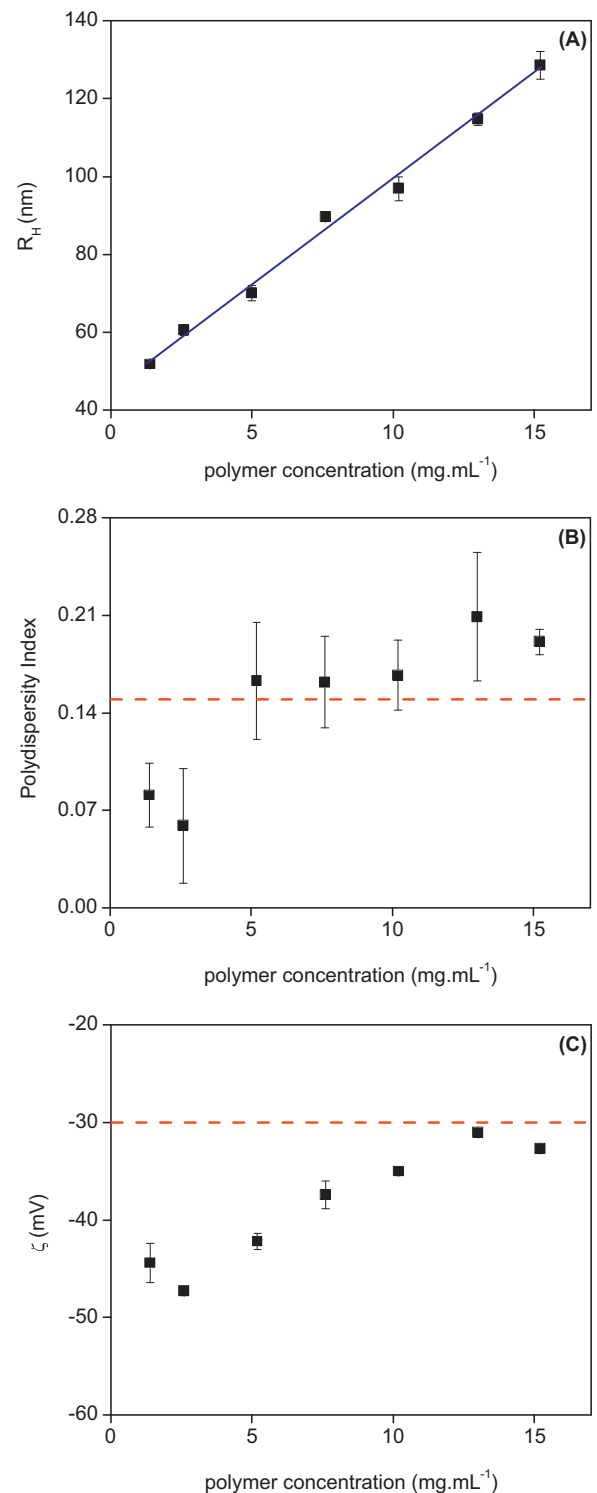 (A)
140
120
100
80
60
40
R_H (nm)
0 5 10 15
polymer concentration (mg.mL⁻¹)
(B)
0.28
0.21
0.14
0.07
0.00
Polydispersity Index
0 5 10 15
polymer concentration (mg.mL⁻¹)
(C)
-20
-30
-40
-50
-60
ζ (mV)
0 5 10 15
polymer concentration (mg.mL⁻¹)